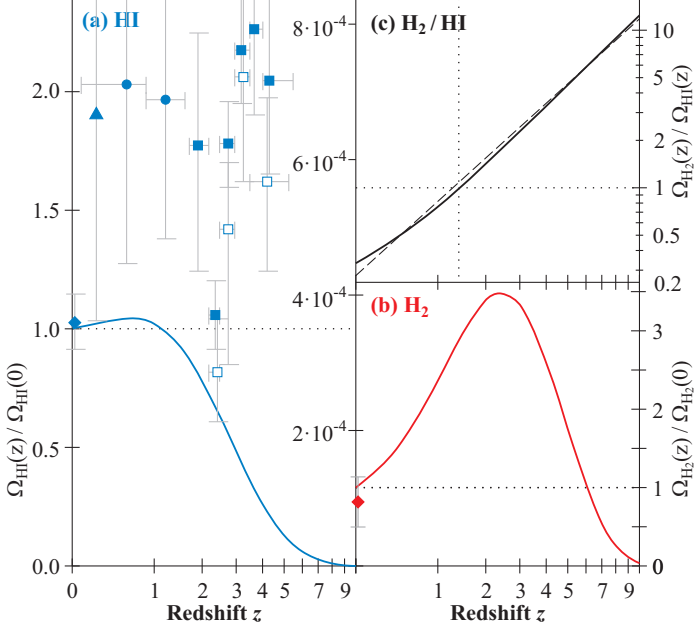 (a) HI
2.0
1.5
1.0
0.5
0.0
Ω_HI(z) / Ω_HI(0)
0 1 2 3 4 5 7 9
Redshift z
8·10⁻⁴
6·10⁻⁴
4·10⁻⁴
2·10⁻⁴
(c) H₂ / HI
10
5
2
1
0.5
0.2
Ω_H₂(z) / Ω_HI(z)
(b) H₂
3
2
1
0
Ω_H₂(z) / Ω_H₂(0)
0 1 2 3 4 5 7 9
Redshift z